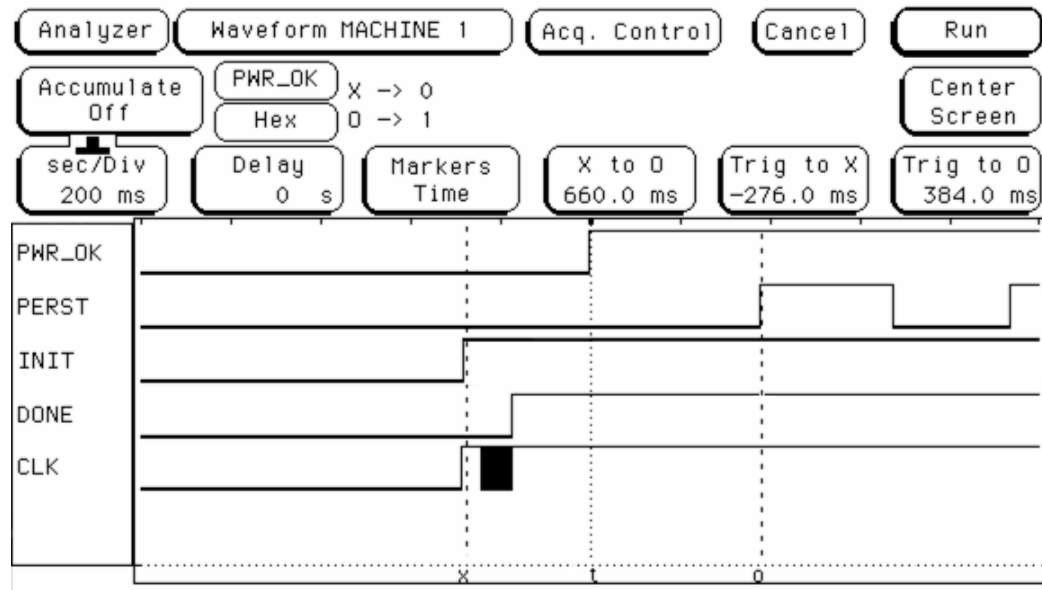 Analyzer Waveform MACHINE 1 Acq. Control Cancel Run
Accumulate Off
PWR_OK X -> 0
Hex O -> 1
Center Screen
sec/Div 200 ms
Delay 0 s
Markers Time
X to O 660.0 ms
Trig to X -276.0 ms
Trig to O 384.0 ms
PWR_OK
PERST
INIT
DONE
CLK
x t o